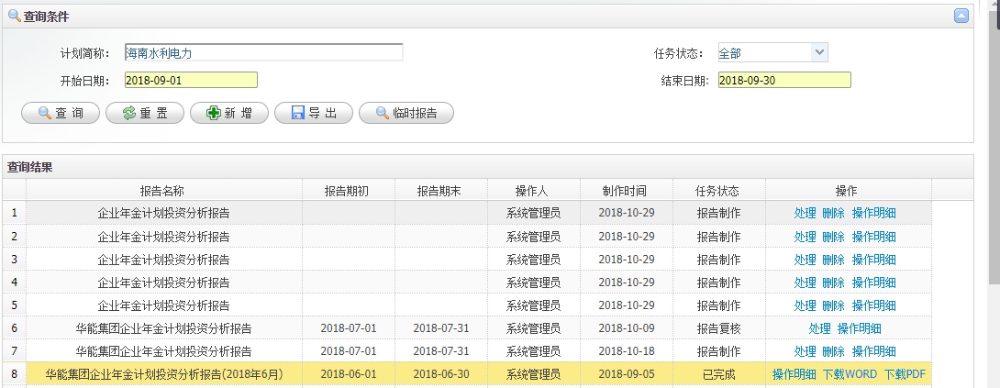 查询条件
计划简称： 海南水利电力 任务状态： 全部
开始日期： 2018-09-01 结束日期: 2018-09-30
查 询 重 置 新 增 导 出 临时报告
查询结果
报告名称 报告期初 报告期末 操作人 制作时间 任务状态 操作
1 企业年金计划投资分析报告 系统管理员 2018-10-29 报告制作 处理 删除 操作明细
2 企业年金计划投资分析报告 系统管理员 2018-10-29 报告制作 处理 删除 操作明细
3 企业年金计划投资分析报告 系统管理员 2018-10-29 报告制作 处理 删除 操作明细
4 企业年金计划投资分析报告 系统管理员 2018-10-29 报告制作 处理 删除 操作明细
5 企业年金计划投资分析报告 系统管理员 2018-10-29 报告制作 处理 删除 操作明细
6 华能集团企业年金计划投资分析报告 2018-07-01 2018-07-31 系统管理员 2018-10-09 报告复核 处理 操作明细
7 华能集团企业年金计划投资分析报告 2018-07-01 2018-07-31 系统管理员 2018-10-18 报告制作 处理 删除 操作明细
8 华能集团企业年金计划投资分析报告(2018年6月) 2018-06-01 2018-06-30 系统管理员 2018-09-05 已完成 操作明细 下载WORD 下载PDF